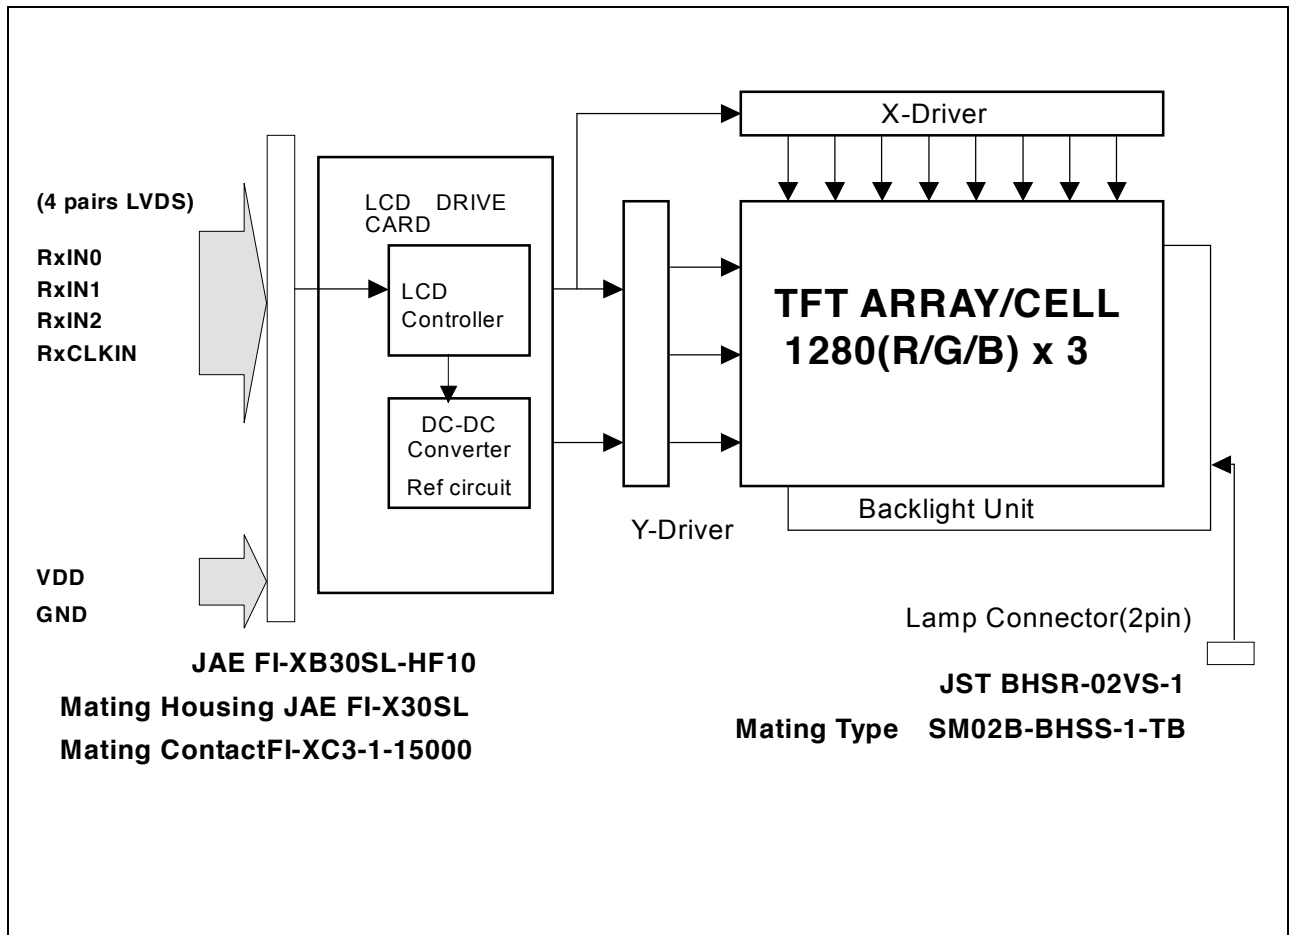 X-Driver
(4 pairs LVDS)
RxIN0
RxIN1
RxIN2
RxCLKIN
LCD DRIVE
CARD
LCD
Controller
DC-DC
Converter
Ref circuit
TFT ARRAY/CELL
1280(R/G/B) x 3
Backlight Unit
Y-Driver
VDD
GND
Lamp Connector(2pin)
JAE FI-XB30SL-HF10
Mating Housing JAE FI-X30SL
Mating ContactFI-XC3-1-15000
JST BHSR-02VS-1
Mating Type SM02B-BHSS-1-TB